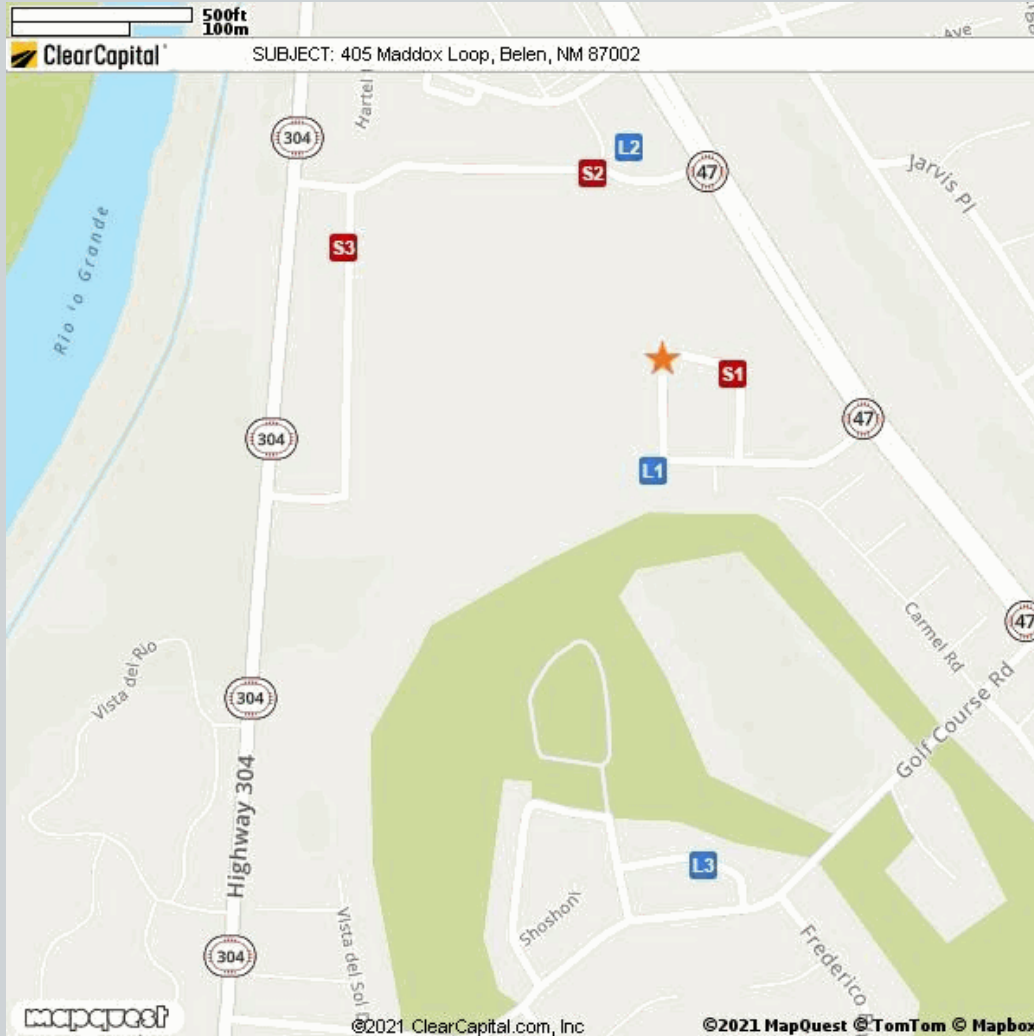 500ft
100m
Ave
ClearCapital
SUBJECT: 405 Maddox Loop, Belen, NM 87002
Hartel
304
L2
S2
47
Jarvis Pl
Rio
Grande
S3
S1
304
47
L1
47
Carmel Rd
Vista del Rio
304
Golf Course Rd
Highway 304
L3
Shoshoni
Vista del Sol D
Frederico
304
mapquest
©2021 ClearCapital.com, Inc
©2021 MapQuest © TomTom © Mapbox